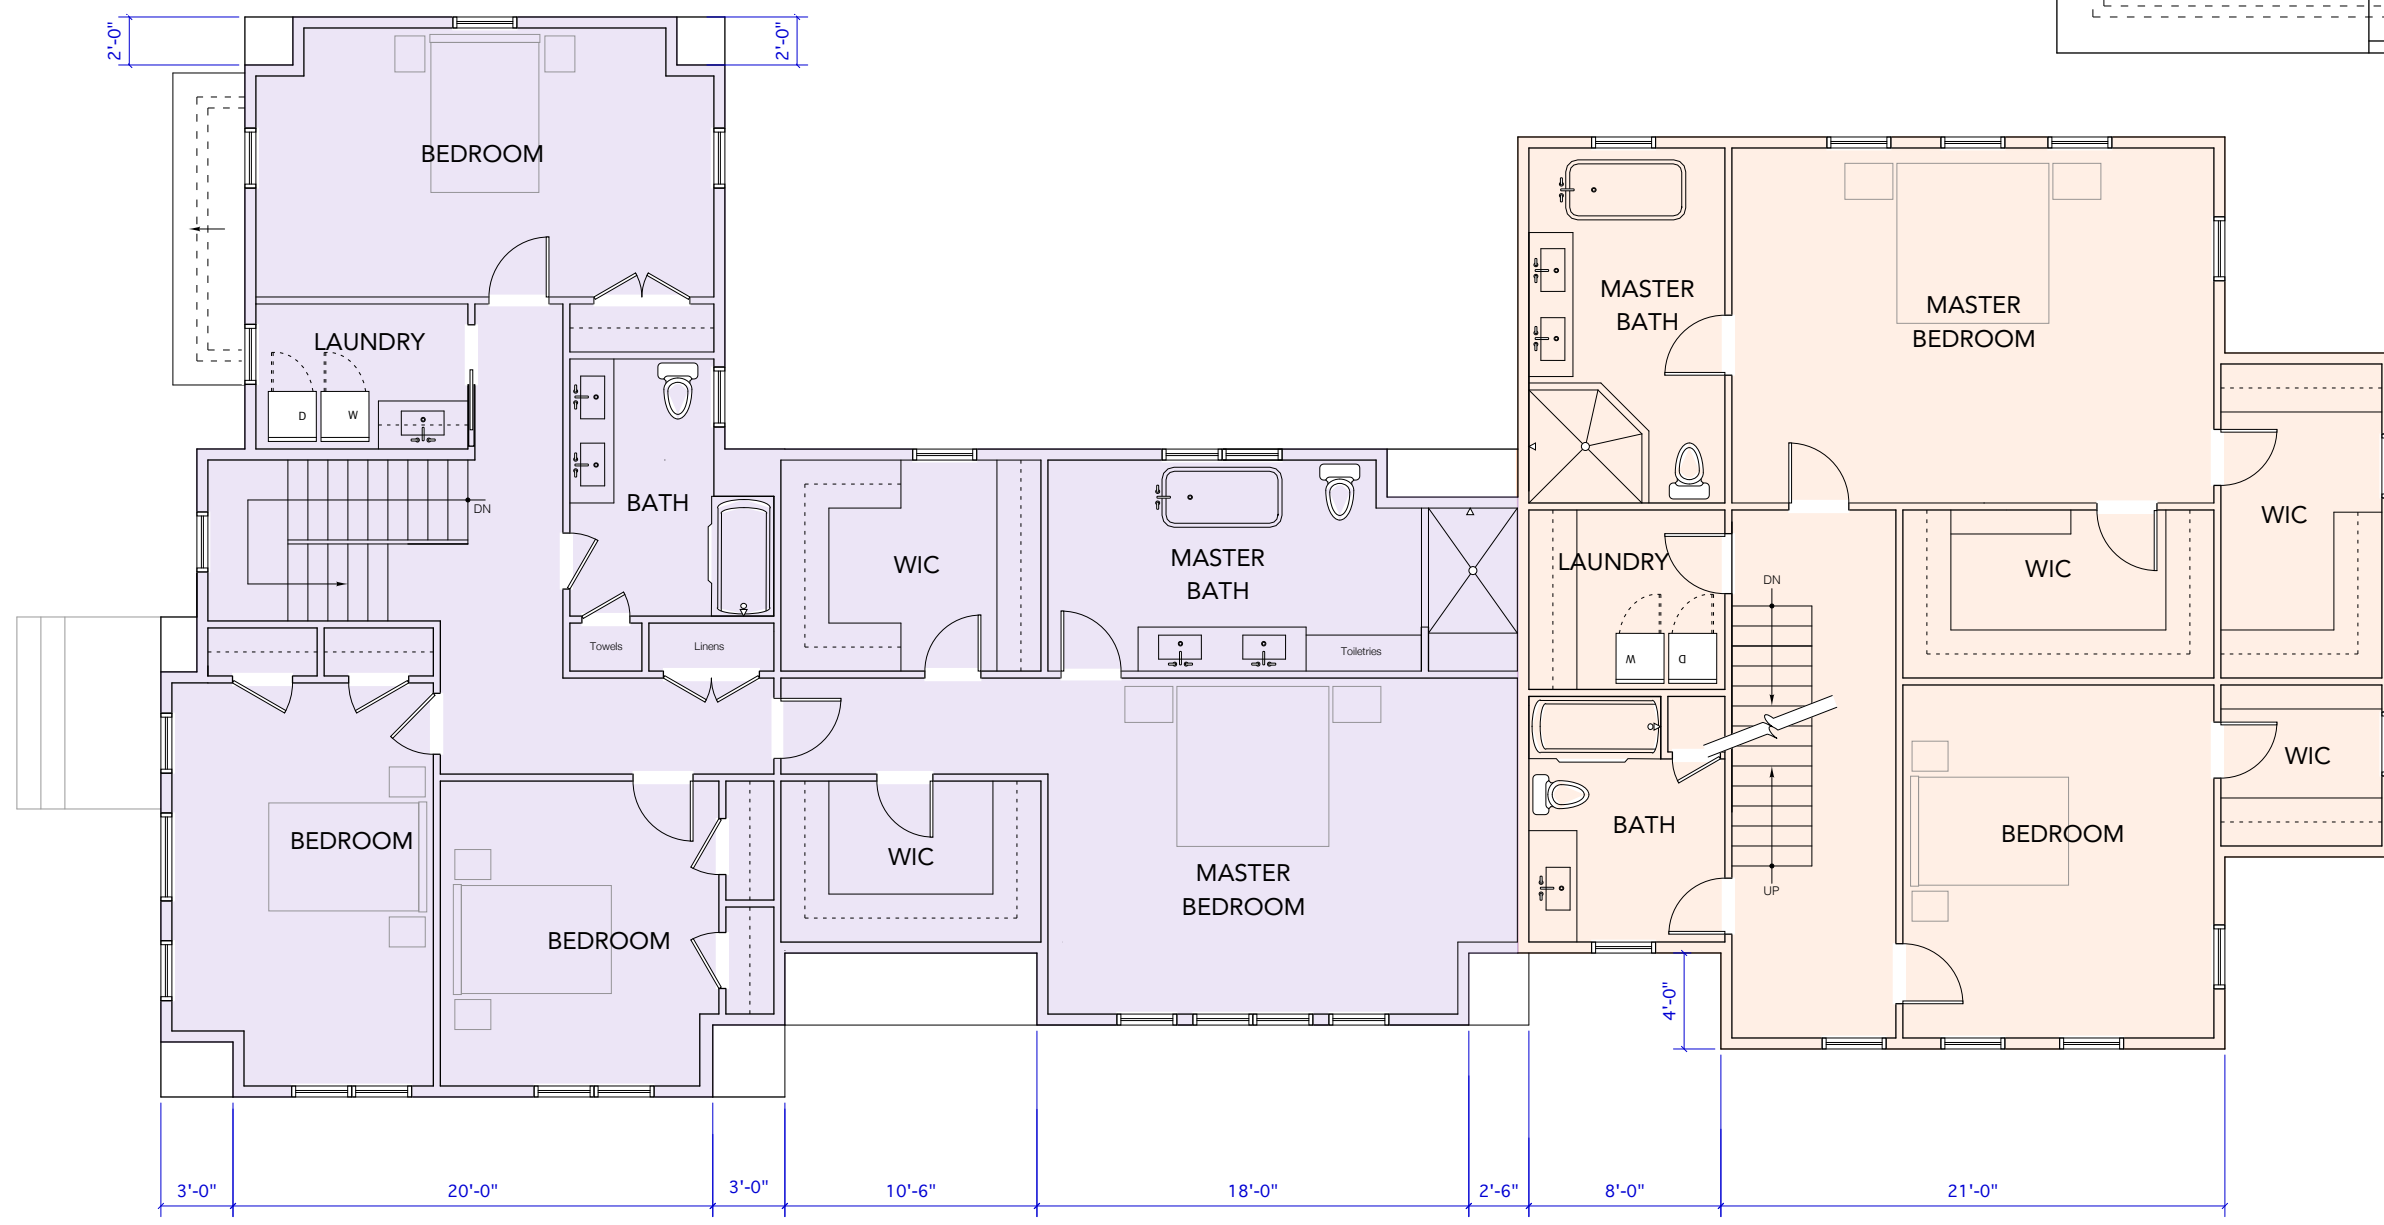 2'-0"
2'-0"
BEDROOM
LAUNDRY
D
W
BATH
DN
Towels
Linens
WIC
MASTER
BATH
Toiletries
BEDROOM
BEDROOM
WIC
MASTER
BEDROOM
MASTER
BATH
MASTER
BEDROOM
LAUNDRY
W
D
DN
WIC
WIC
WIC
BATH
UP
BEDROOM
4'-0"
3'-0"
20'-0"
3'-0"
10'-6"
18'-0"
2'-6"
8'-0"
21'-0"